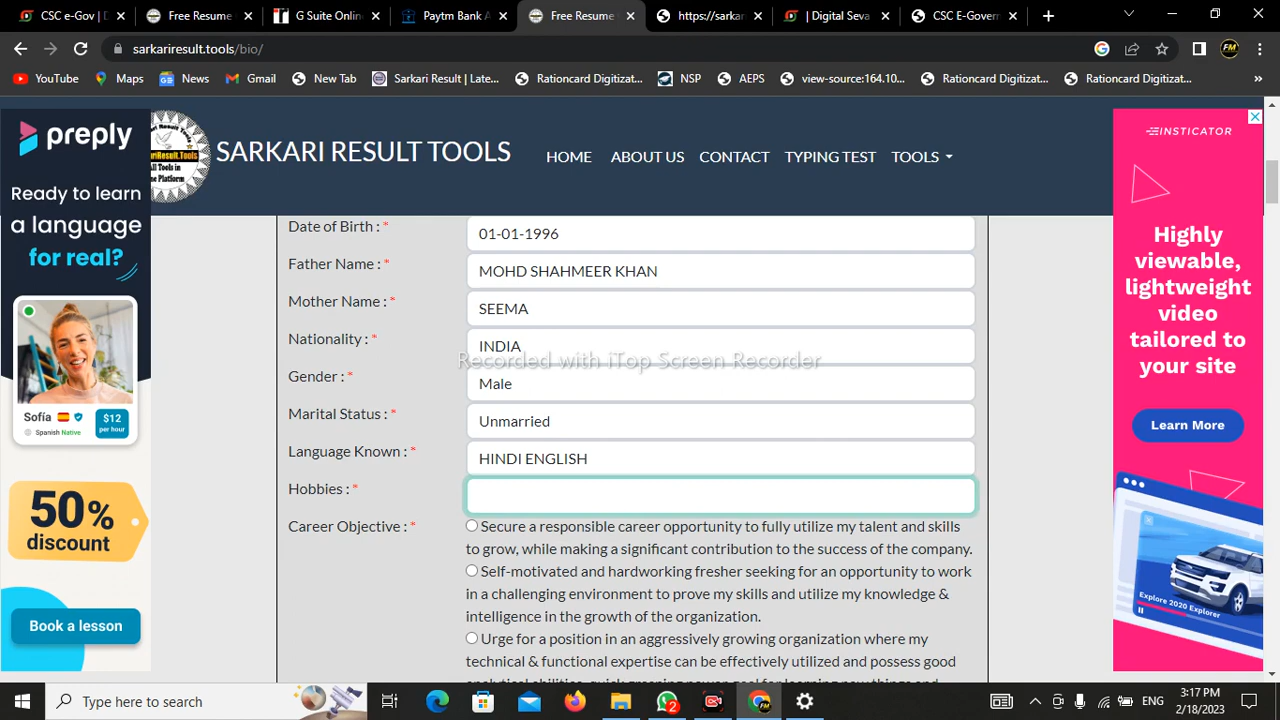 CSC e-Gov
Free Resume
G Suite Onlin
Paytm Bank A
Free Resume
https://sarkari
| Digital Seva
CSC E-Govern
sarkariresult.tools/bio/
YouTube
Maps
News
Gmail
New Tab
Sarkari Result | Late...
Rationcard Digitizat...
NSP
AEPS
view-source:164.10...
Rationcard Digitizat...
Rationcard Digitizat...
SARKARI RESULT TOOLS
HOME
ABOUT US
CONTACT
TYPING TEST
TOOLS
preply
Ready to learn
a language
for real?
Sofía
Spanish Native
$12
per hour
50%
discount
Book a lesson
Date of Birth : *
01-01-1996
Father Name : *
MOHD SHAHMEER KHAN
Mother Name : *
SEEMA
Nationality : *
INDIA
Recorded with iTop Screen Recorder
Gender : *
Male
Marital Status : *
Unmarried
Language Known : *
HINDI ENGLISH
Hobbies : *
Career Objective : *
Secure a responsible career opportunity to fully utilize my talent and skills
to grow, while making a significant contribution to the success of the company.
Self-motivated and hardworking fresher seeking for an opportunity to work
in a challenging environment to prove my skills and utilize my knowledge &
intelligence in the growth of the organization.
Urge for a position in an aggressively growing organization where my
technical & functional expertise can be effectively utilized and possess good
INSTICATOR
Highly
viewable,
lightweight
video
tailored to
your site
Learn More
Explore 2020 Explorer
Type here to search
2
ENG
3:17 PM
2/18/2023